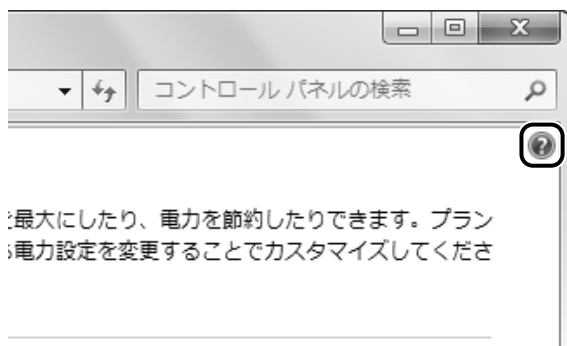 コントロール パネルの検索
最大にしたり、電力を節約したりできます。プラン
電力設定を変更することでカスタマイズしてくださ